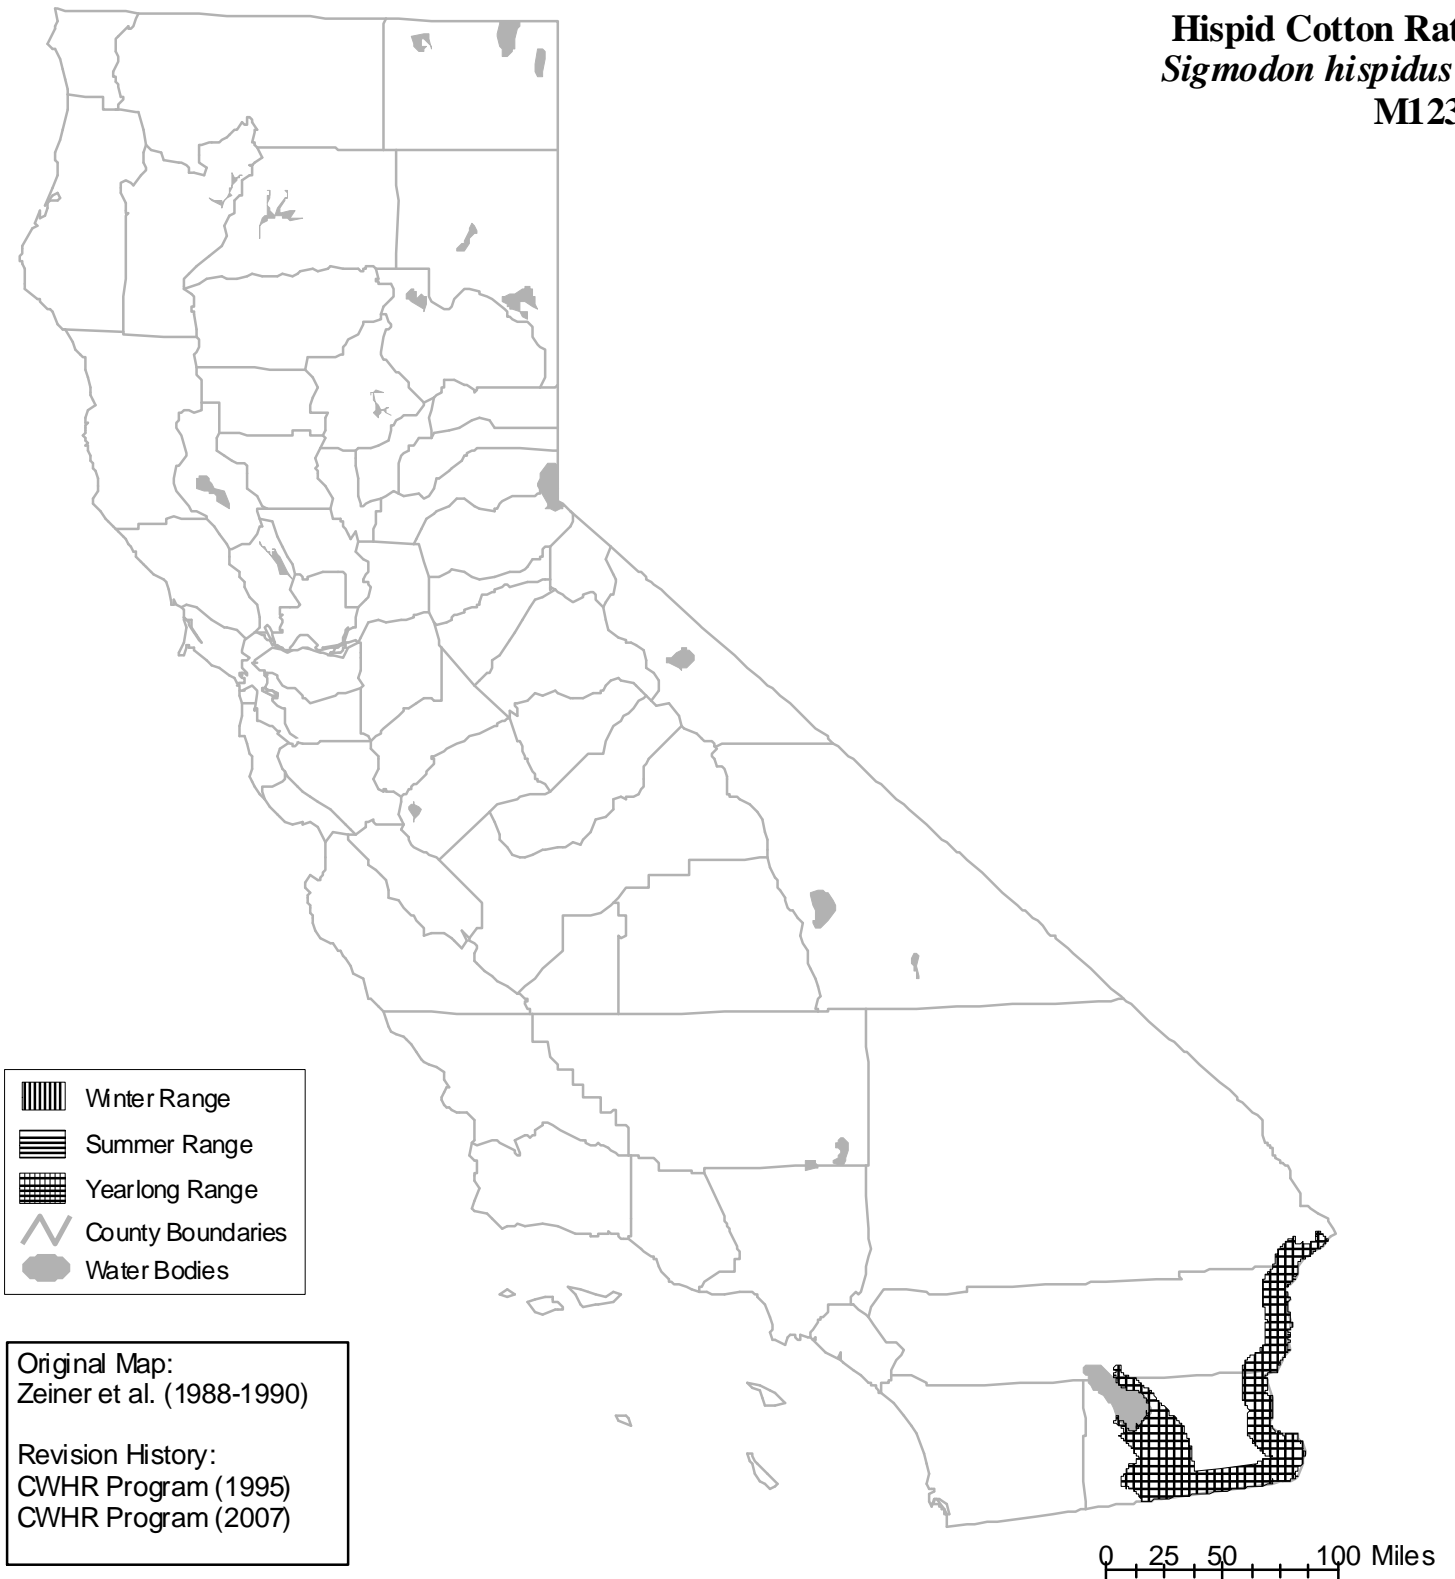 Hispid Cotton Rat
Sigmodon hispidus
M123
Winter Range
Summer Range
Yearlong Range
County Boundaries
Water Bodies
Original Map:
Zeiner et al. (1988-1990)
Revision History:
CWHR Program (1995)
CWHR Program (2007)
0 25 50 100 Miles